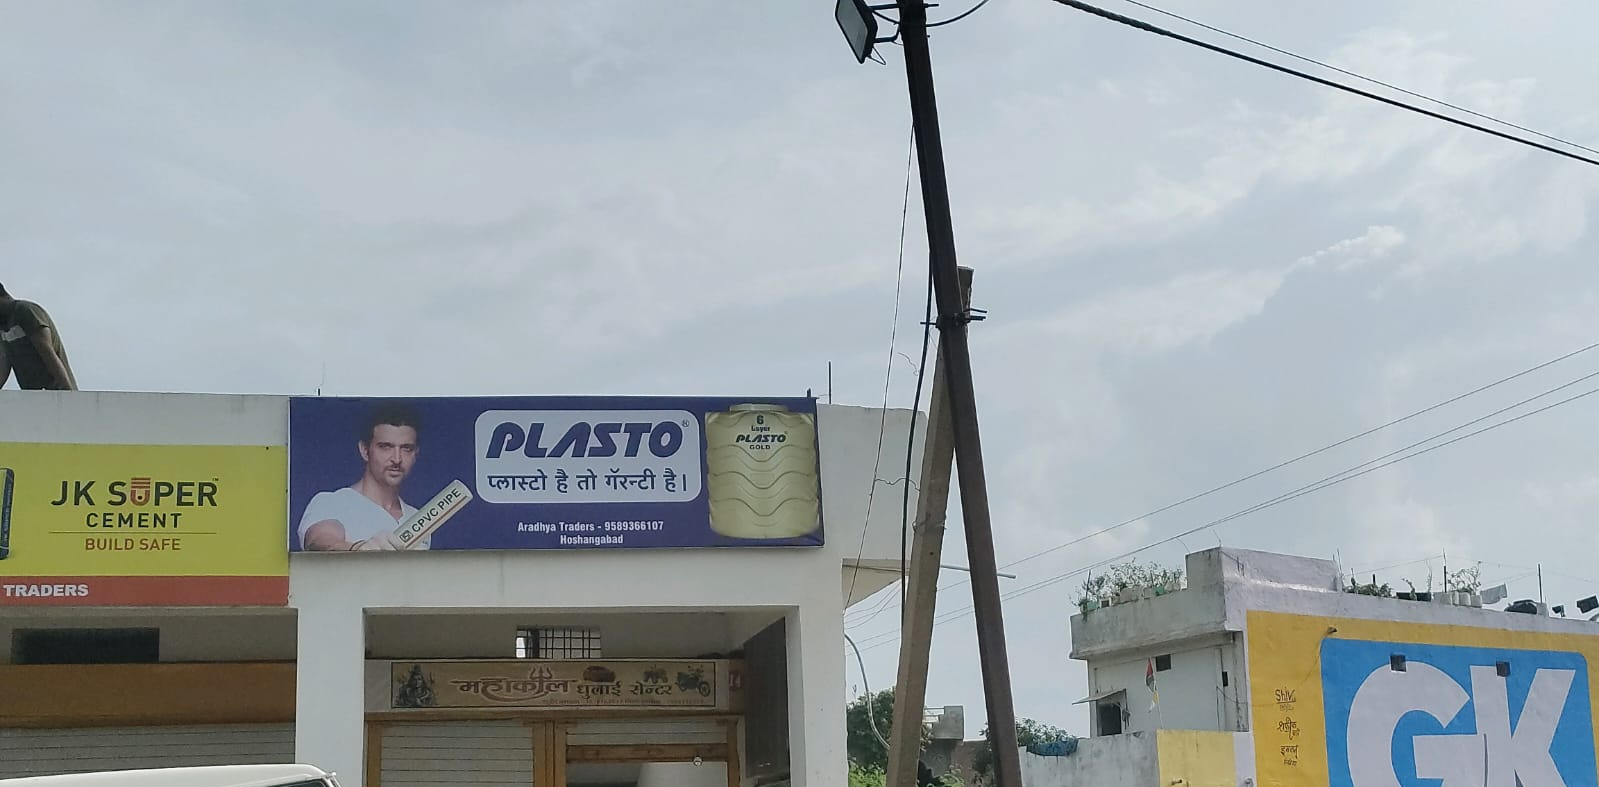 JK SUPER™
CEMENT
BUILD SAFE
TRADERS
PLASTO®
प्लास्टो है तो गॅरन्टी है।
CPVC PIPE
Aradhya Traders - 9589366107
Hoshangabad
6
Layer
PLASTO®
GOLD
महाकाल धुलाई सेन्टर
GK